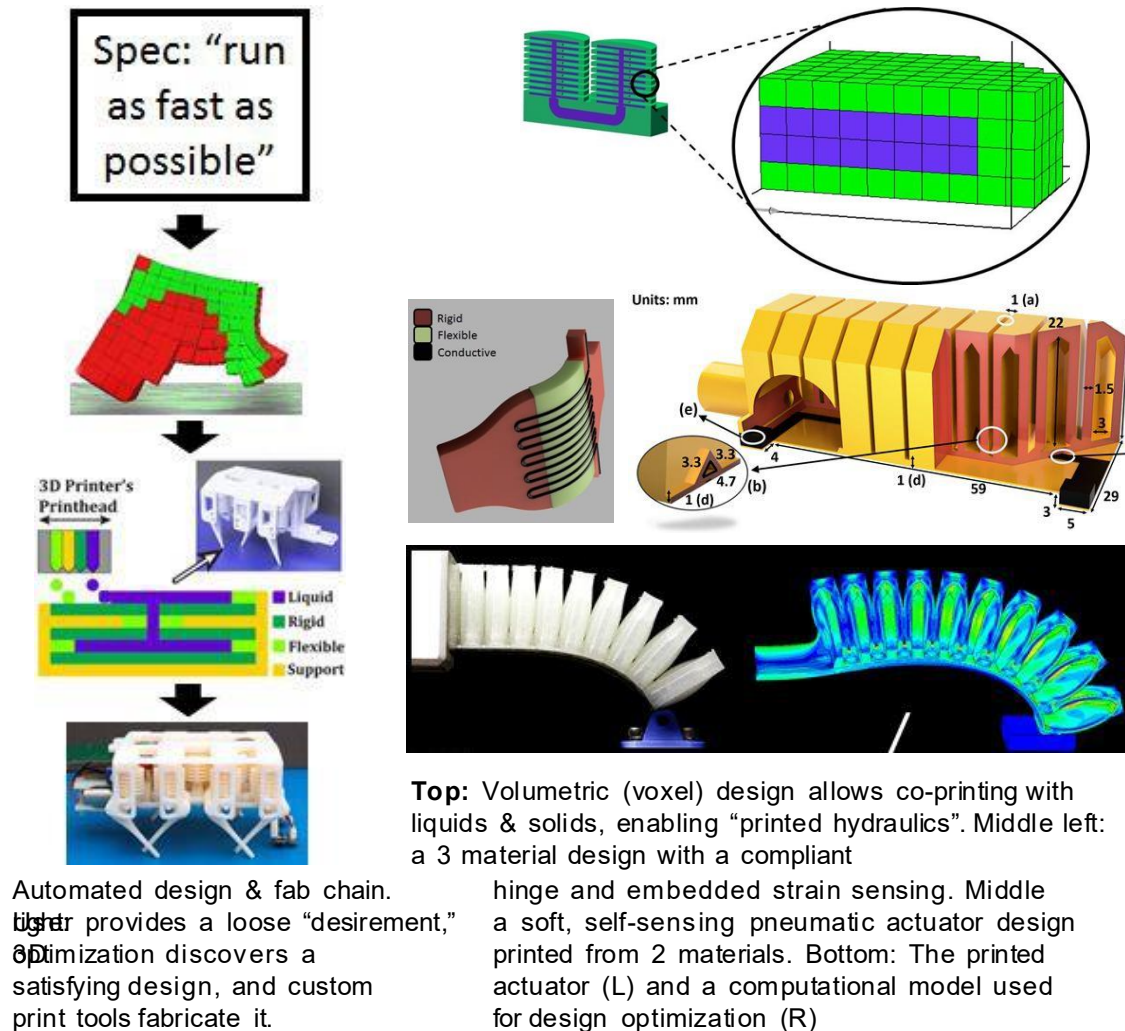 Spec: “run
as fast as
possible”
3D Printer's
Printhead
Liquid
Rigid
Flexible
Support
Rigid
Flexible
Conductive
Units: mm
1 (a)
22
1.5
3
(e)
4
3.3
3.3
4.7
1 (d)
(b)
1 (d)
59
3
5
29
Top: Volumetric (voxel) design allows co-printing with
liquids & solids, enabling “printed hydraulics”. Middle left:
a 3 material design with a compliant
hinge and embedded strain sensing. Middle
a soft, self-sensing pneumatic actuator design
printed from 2 materials. Bottom: The printed
actuator (L) and a computational model used
for design optimization (R)
Automated design & fab chain.
right:
User provides a loose “desirement,”
3D
optimization discovers a
satisfying design, and custom
print tools fabricate it.